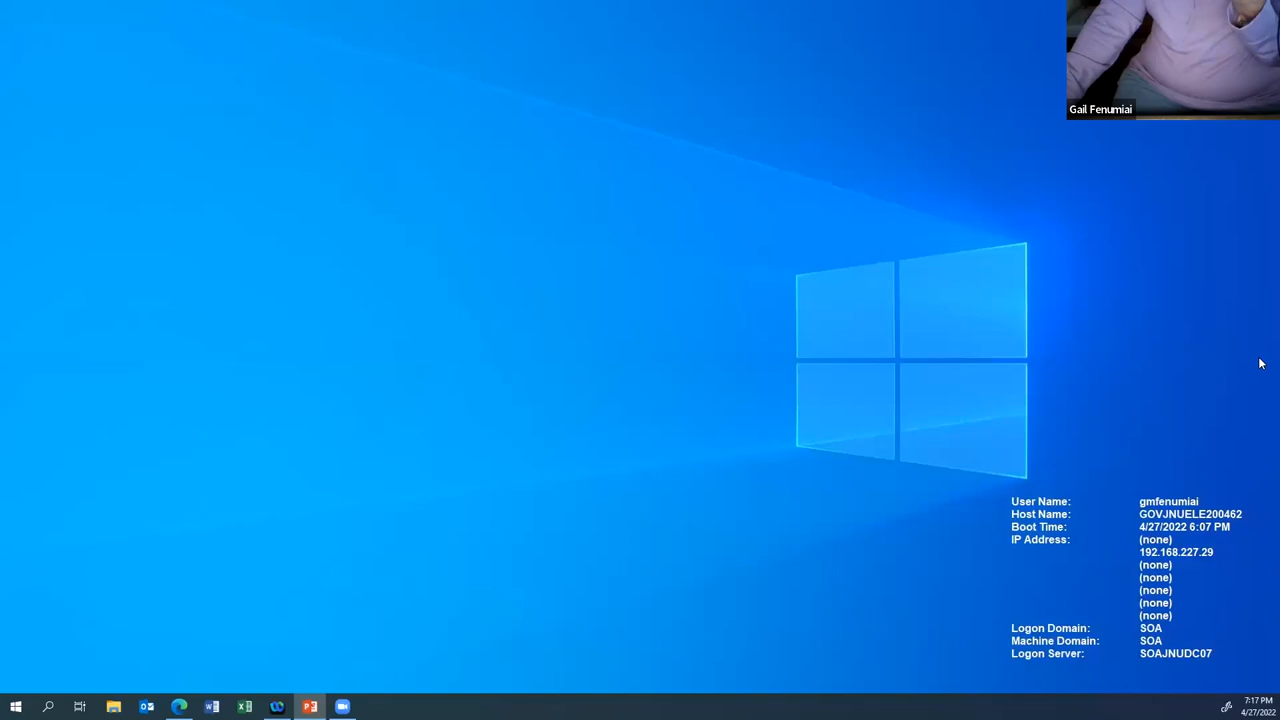 Gail Fenumiai
User Name: gmfenumiai
Host Name: GOVJNUELE200462
Boot Time: 4/27/2022 6:07 PM
IP Address: (none)
192.168.227.29
(none)
(none)
(none)
(none)
(none)
Logon Domain: SOA
Machine Domain: SOA
Logon Server: SOAJNUDC07
7:17 PM
4/27/2022